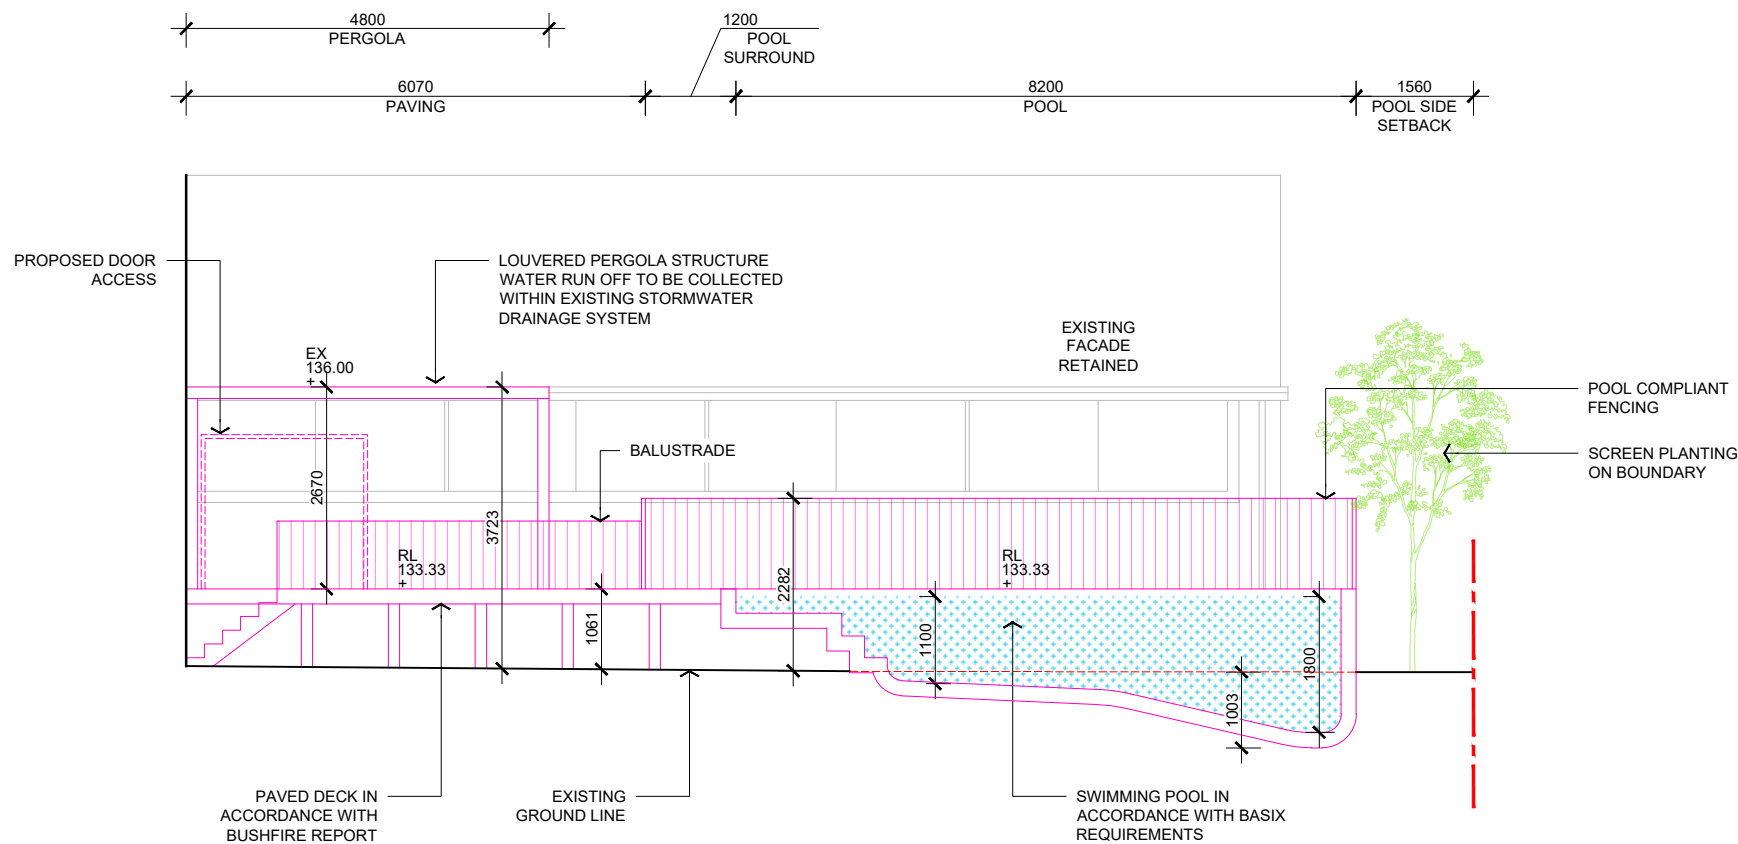 4800
PERGOLA
1200
POOL
SURROUND
6070
PAVING
8200
POOL
1560
POOL SIDE
SETBACK
PROPOSED DOOR
ACCESS
LOUVERED PERGOLA STRUCTURE
WATER RUN OFF TO BE COLLECTED
WITHIN EXISTING STORMWATER
DRAINAGE SYSTEM
EXISTING
FACADE
RETAINED
EX
136.00
+
POOL COMPLIANT
FENCING
BALUSTRADE
SCREEN PLANTING
ON BOUNDARY
2670
3723
RL
133.33
+
RL
133.33
+
2282
1061
1100
1800
1003
PAVED DECK IN
ACCORDANCE WITH
BUSHFIRE REPORT
EXISTING
GROUND LINE
SWIMMING POOL IN
ACCORDANCE WITH BASIX
REQUIREMENTS